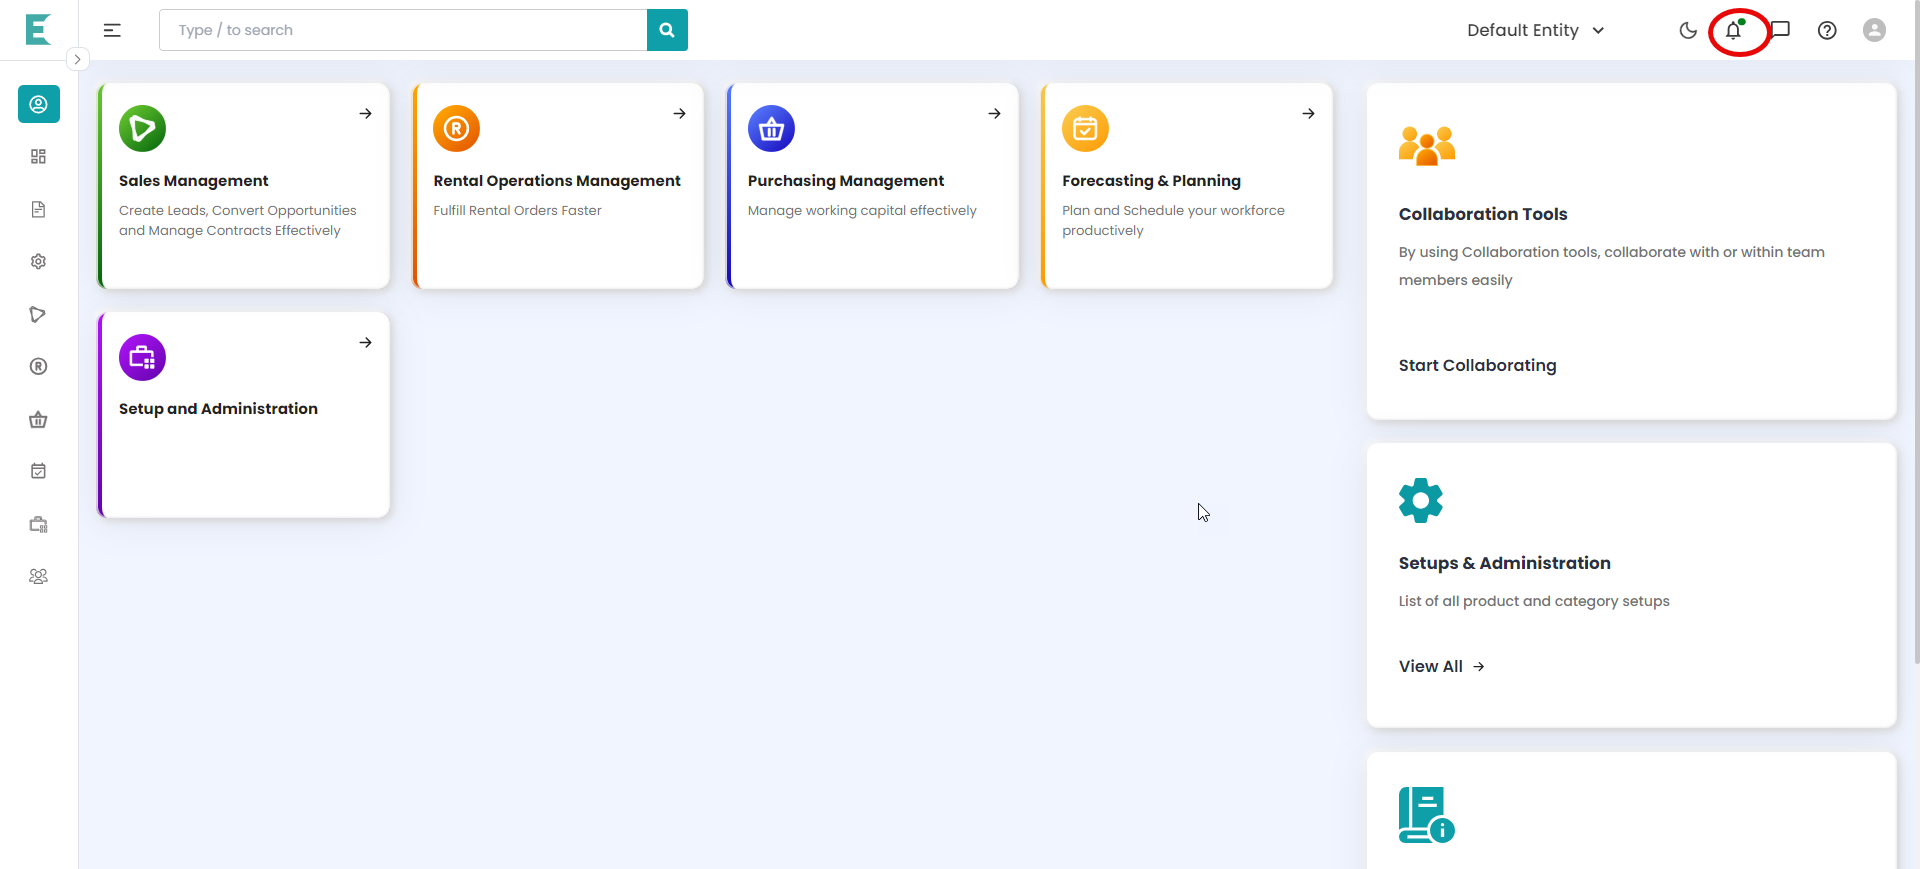 E
Type / to search
Default Entity
Sales Management
Create Leads, Convert Opportunities
and Manage Contracts Effectively
R
Rental Operations Management
Fulfill Rental Orders Faster
Purchasing Management
Manage working capital effectively
Forecasting & Planning
Plan and Schedule your workforce
productively
Setup and Administration
Collaboration Tools
By using Collaboration tools, collaborate with or within team
members easily
Start Collaborating
Setups & Administration
List of all product and category setups
View All